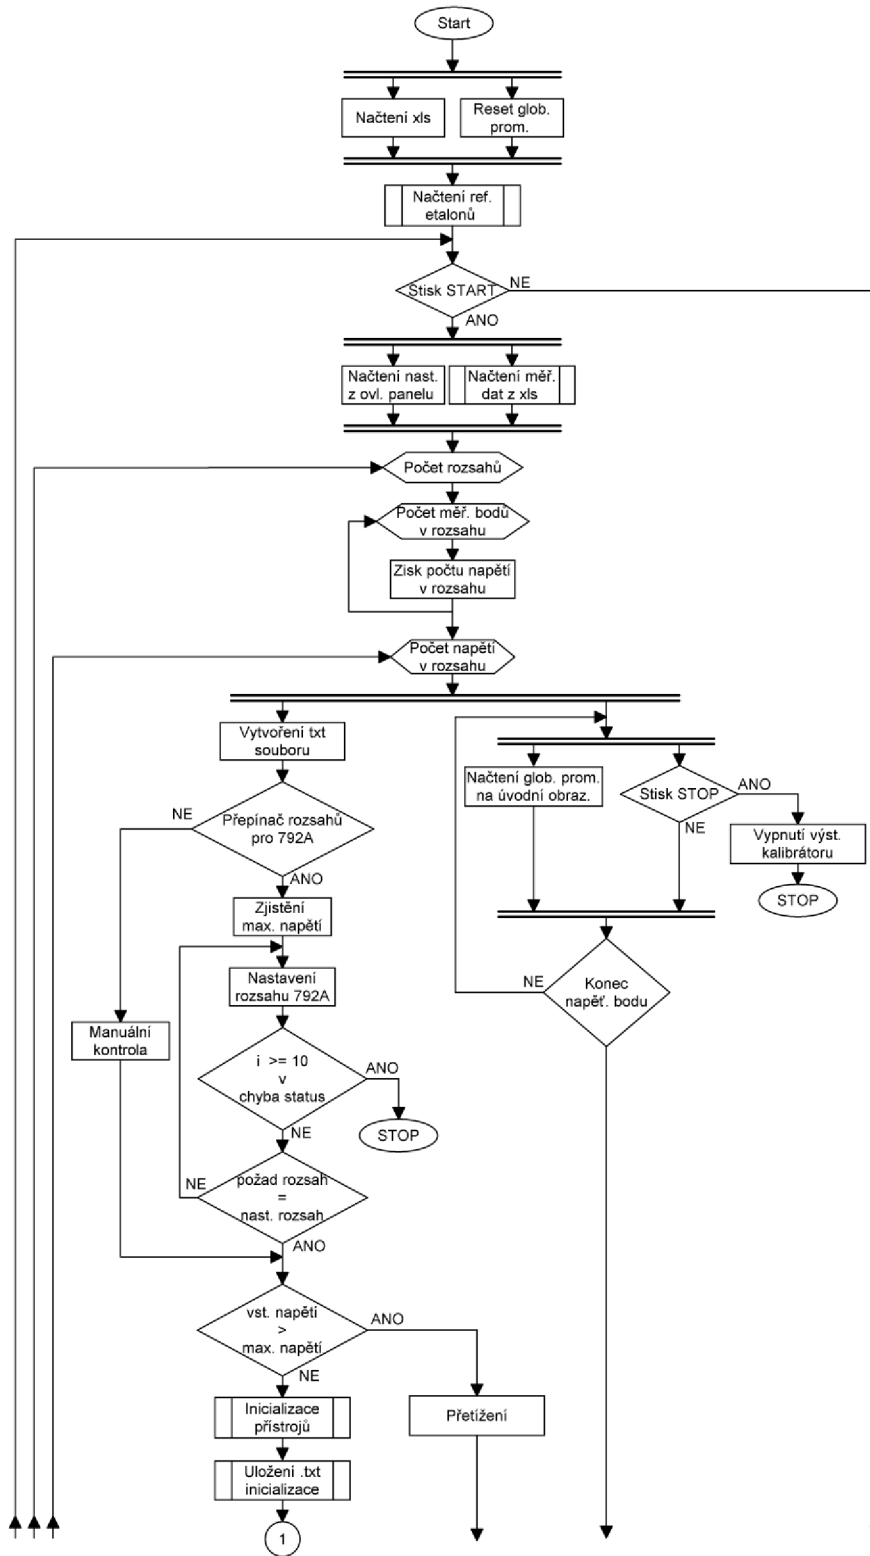 Start
Načtení xls
Reset glob.
prom.
Načtení ref.
etalonů
Stisk START
NE
ANO
Načtení nast.
z ovl. panelu
Načtení měř.
dat z xls
Počet rozsahů
Počet měř. bodů
v rozsahu
Zisk počtu napětí
v rozsahu
Počet napětí
v rozsahu
Vytvoření txt
souboru
Načtení glob. prom.
na úvodní obraz.
Stisk STOP
ANO
NE
Vypnutí výst.
kalibrátoru
STOP
NE
Přepínač rozsahů
pro 792A
ANO
Zjistění
max. napětí
Nastavení
rozsahu 792A
NE
Konec
napěť. bodu
Manuální
kontrola
i >= 10
v
chyba status
ANO
STOP
NE
NE
požad rozsah
=
nast. rozsah
ANO
vst. napětí
>
max. napětí
ANO
NE
Inicializace
přístrojů
Přetížení
Uložení .txt
inicializace
1